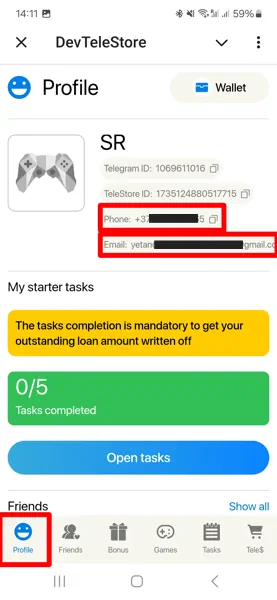 14:11
59%
DevTeleStore
Profile
Wallet
SR
Telegram ID: 1069611016
TeleStore ID: 1735124880517715
Phone: +37 5
Email: yetan gmail.co
My starter tasks
The tasks completion is mandatory to get your
outstanding loan amount written off
0/5
Tasks completed
Open tasks
Friends
Show all
Profile
Friends
Bonus
Games
Tasks
Tele$